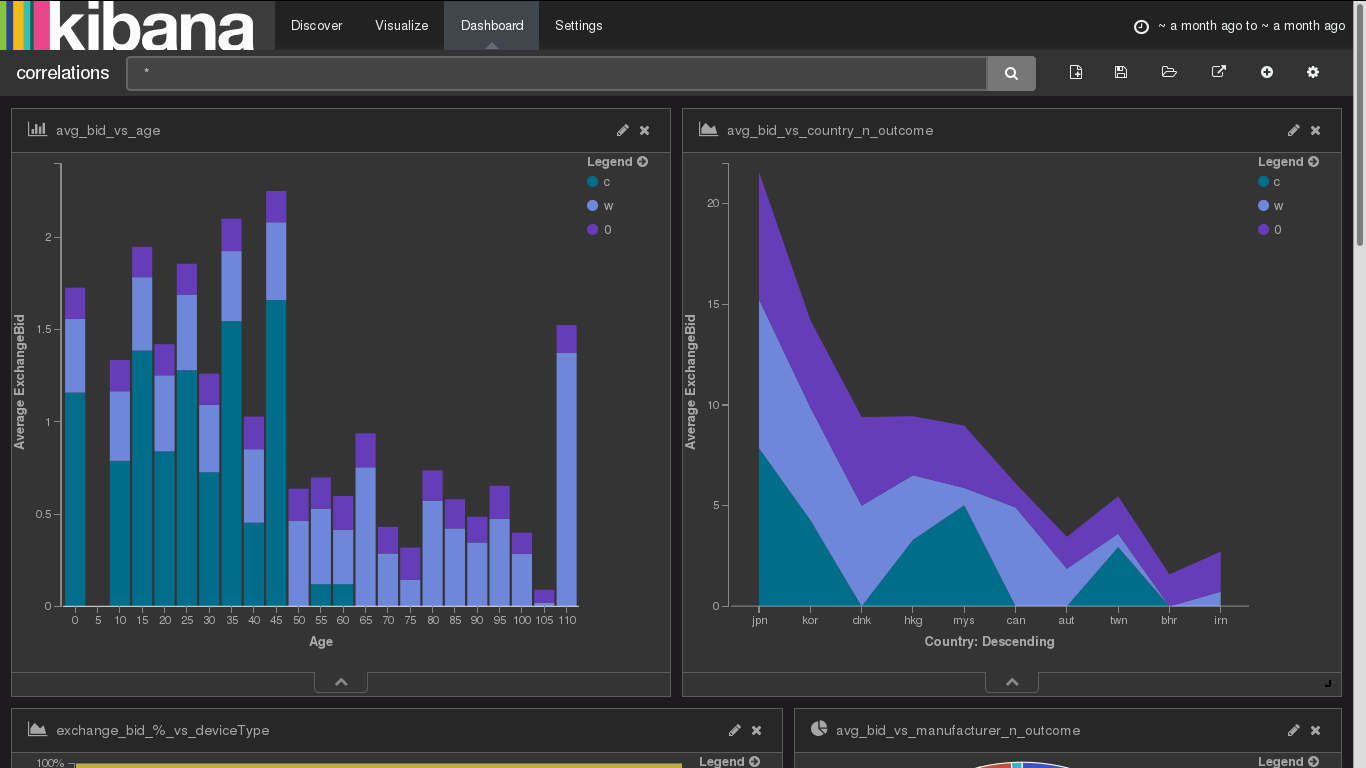 kibana
Discover Visualize Dashboard Settings
~ a month ago to ~ a month ago
correlations
*
avg_bid_vs_age
Legend
c
w
0
2
1.5
1
0.5
0
Average ExchangeBid
0 5 10 15 20 25 30 35 40 45 50 55 60 65 70 75 80 85 90 95 100 105 110
Age
avg_bid_vs_country_n_outcome
Legend
c
w
0
20
15
10
5
0
Average ExchangeBid
jpn kor dnk hkg mys can aut twn bhr irn
Country: Descending
exchange_bid_%_vs_deviceType
100%
Legend
avg_bid_vs_manufacturer_n_outcome
Legend